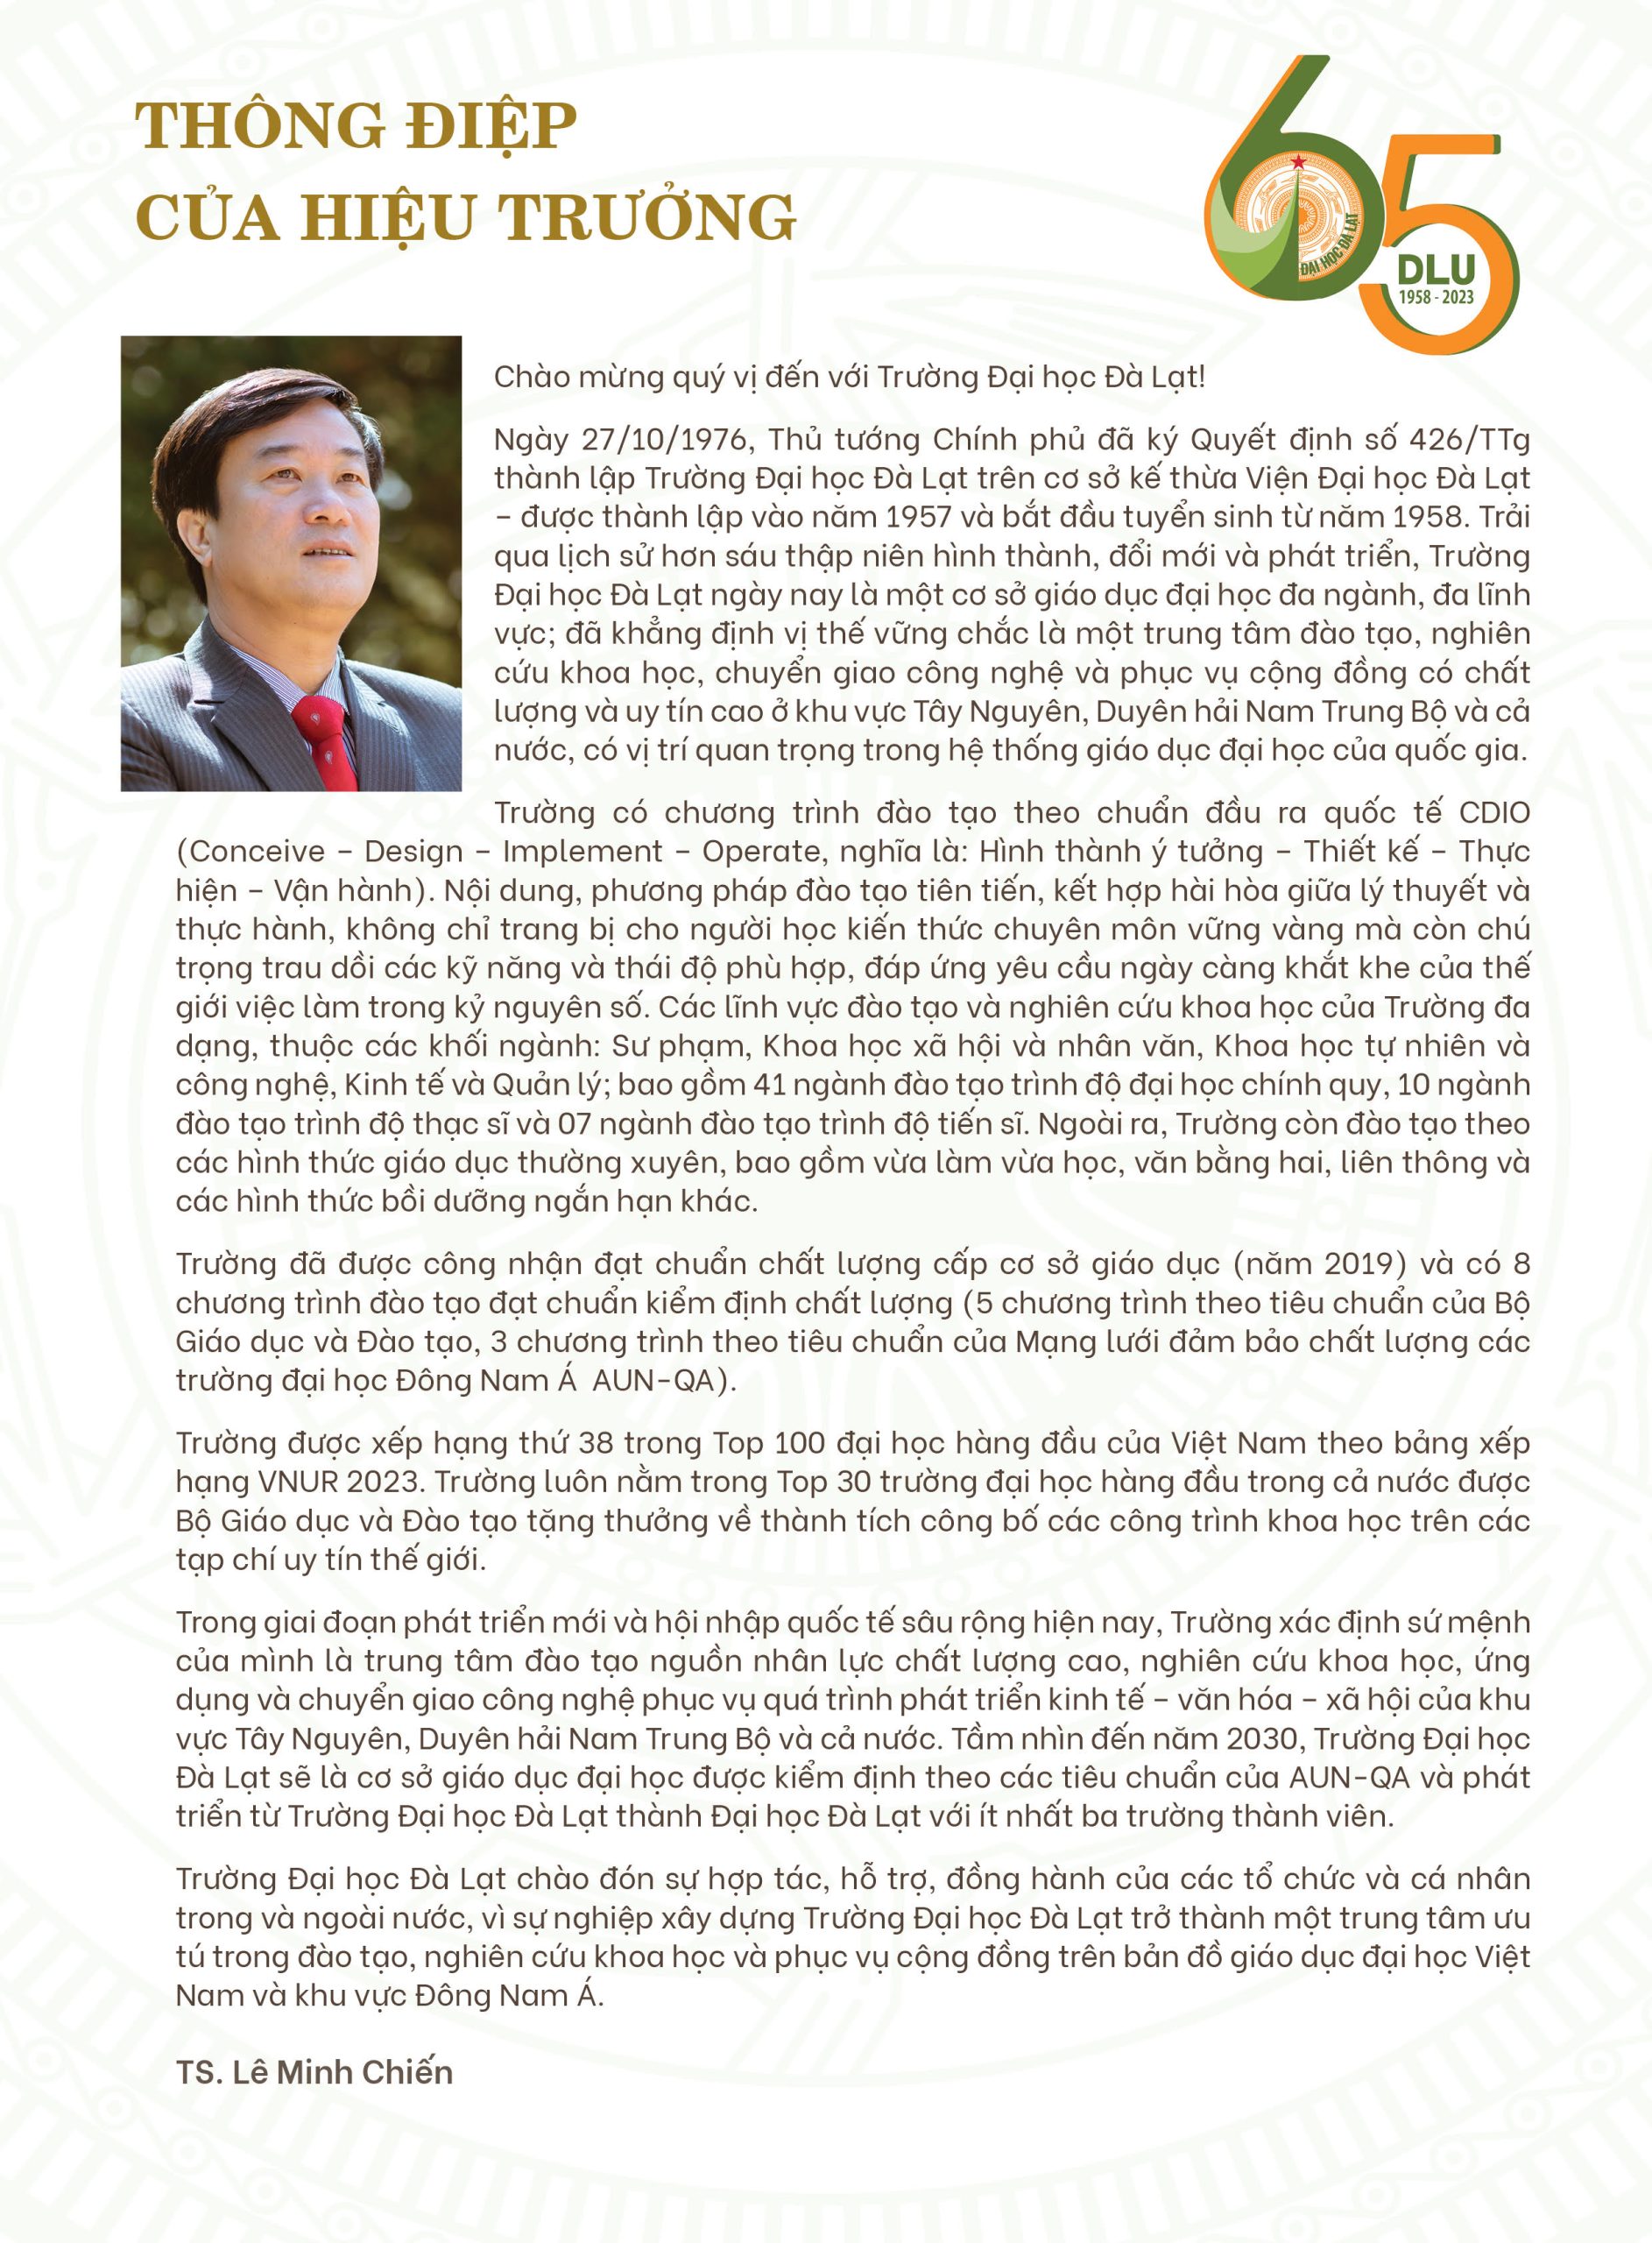 THÔNG ĐIỆP
CỦA HIỆU TRƯỞNG
ĐẠI HỌC ĐÀ LẠT
65
DLU
1958 - 2023
Chào mừng quý vị đến với Trường Đại học Đà Lạt!
Ngày 27/10/1976, Thủ tướng Chính phủ đã ký Quyết định số 426/TTg
thành lập Trường Đại học Đà Lạt trên cơ sở kế thừa Viện Đại học Đà Lạt
– được thành lập vào năm 1957 và bắt đầu tuyển sinh từ năm 1958. Trải
qua lịch sử hơn sáu thập niên hình thành, đổi mới và phát triển, Trường
Đại học Đà Lạt ngày nay là một cơ sở giáo dục đại học đa ngành, đa lĩnh
vực; đã khẳng định vị thế vững chắc là một trung tâm đào tạo, nghiên
cứu khoa học, chuyển giao công nghệ và phục vụ cộng đồng có chất
lượng và uy tín cao ở khu vực Tây Nguyên, Duyên hải Nam Trung Bộ và cả
nước, có vị trí quan trọng trong hệ thống giáo dục đại học của quốc gia.
Trường có chương trình đào tạo theo chuẩn đầu ra quốc tế CDIO
(Conceive – Design – Implement – Operate, nghĩa là: Hình thành ý tưởng – Thiết kế – Thực
hiện – Vận hành). Nội dung, phương pháp đào tạo tiên tiến, kết hợp hài hòa giữa lý thuyết và
thực hành, không chỉ trang bị cho người học kiến thức chuyên môn vững vàng mà còn chú
trọng trau dồi các kỹ năng và thái độ phù hợp, đáp ứng yêu cầu ngày càng khắt khe của thế
giới việc làm trong kỷ nguyên số. Các lĩnh vực đào tạo và nghiên cứu khoa học của Trường đa
dạng, thuộc các khối ngành: Sư phạm, Khoa học xã hội và nhân văn, Khoa học tự nhiên và
công nghệ, Kinh tế và Quản lý; bao gồm 41 ngành đào tạo trình độ đại học chính quy, 10 ngành
đào tạo trình độ thạc sĩ và 07 ngành đào tạo trình độ tiến sĩ. Ngoài ra, Trường còn đào tạo theo
các hình thức giáo dục thường xuyên, bao gồm vừa làm vừa học, văn bằng hai, liên thông và
các hình thức bồi dưỡng ngắn hạn khác.
Trường đã được công nhận đạt chuẩn chất lượng cấp cơ sở giáo dục (năm 2019) và có 8
chương trình đào tạo đạt chuẩn kiểm định chất lượng (5 chương trình theo tiêu chuẩn của Bộ
Giáo dục và Đào tạo, 3 chương trình theo tiêu chuẩn của Mạng lưới đảm bảo chất lượng các
trường đại học Đông Nam Á  AUN-QA).
Trường được xếp hạng thứ 38 trong Top 100 đại học hàng đầu của Việt Nam theo bảng xếp
hạng VNUR 2023. Trường luôn nằm trong Top 30 trường đại học hàng đầu trong cả nước được
Bộ Giáo dục và Đào tạo tặng thưởng về thành tích công bố các công trình khoa học trên các
tạp chí uy tín thế giới.
Trong giai đoạn phát triển mới và hội nhập quốc tế sâu rộng hiện nay, Trường xác định sứ mệnh
của mình là trung tâm đào tạo nguồn nhân lực chất lượng cao, nghiên cứu khoa học, ứng
dụng và chuyển giao công nghệ phục vụ quá trình phát triển kinh tế – văn hóa – xã hội của khu
vực Tây Nguyên, Duyên hải Nam Trung Bộ và cả nước. Tầm nhìn đến năm 2030, Trường Đại học
Đà Lạt sẽ là cơ sở giáo dục đại học được kiểm định theo các tiêu chuẩn của AUN-QA và phát
triển từ Trường Đại học Đà Lạt thành Đại học Đà Lạt với ít nhất ba trường thành viên.
Trường Đại học Đà Lạt chào đón sự hợp tác, hỗ trợ, đồng hành của các tổ chức và cá nhân
trong và ngoài nước, vì sự nghiệp xây dựng Trường Đại học Đà Lạt trở thành một trung tâm ưu
tú trong đào tạo, nghiên cứu khoa học và phục vụ cộng đồng trên bản đồ giáo dục đại học Việt
Nam và khu vực Đông Nam Á.
TS. Lê Minh Chiến